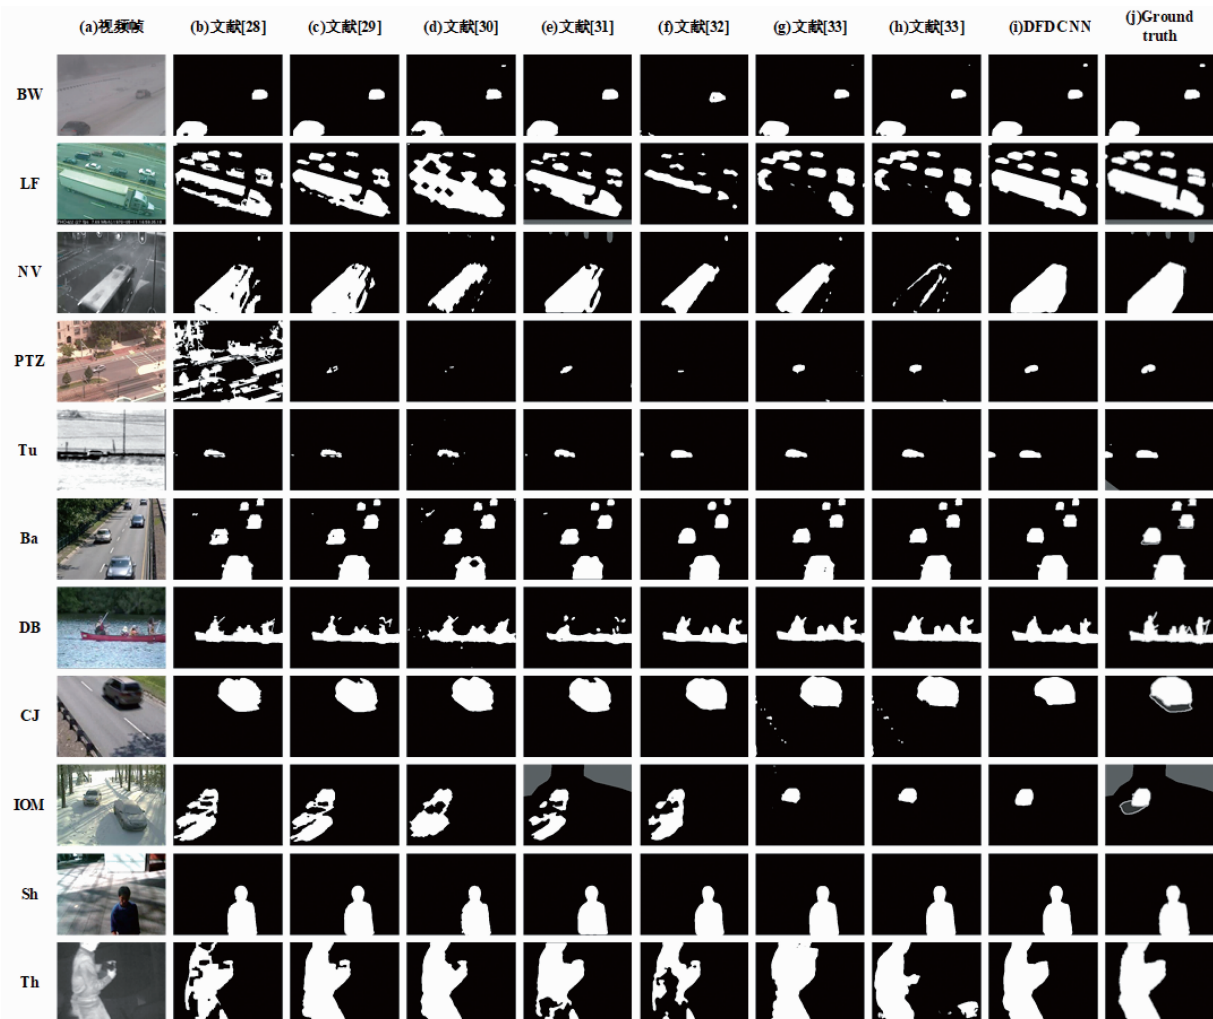 (a)视频帧 (b)文献[28] (c)文献[29] (d)文献[30] (e)文献[31] (f)文献[32] (g)文献[33] (h)文献[33] (i)DFDCNN (j)Ground truth
BW
LF
NV
PTZ
Tu
Ba
DB
CJ
IOM
Sh
Th